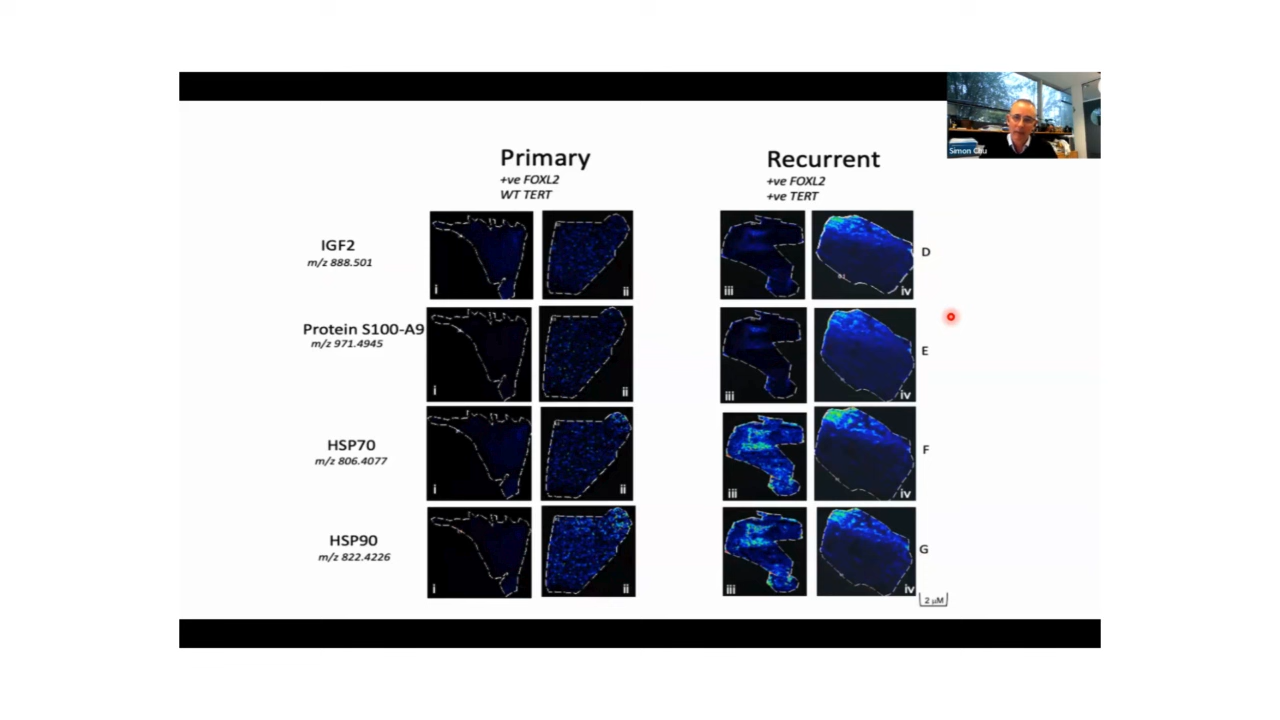 Simon Chu
Primary
+ve FOXL2
WT TERT
Recurrent
+ve FOXL2
+ve TERT
IGF2
m/z 888.501
i
ii
iii
iv
D
Protein S100-A9
m/z 971.4945
i
ii
iii
iv
E
HSP70
m/z 806.4077
i
ii
iii
iv
F
HSP90
m/z 822.4226
i
ii
iii
iv
G
2 µM